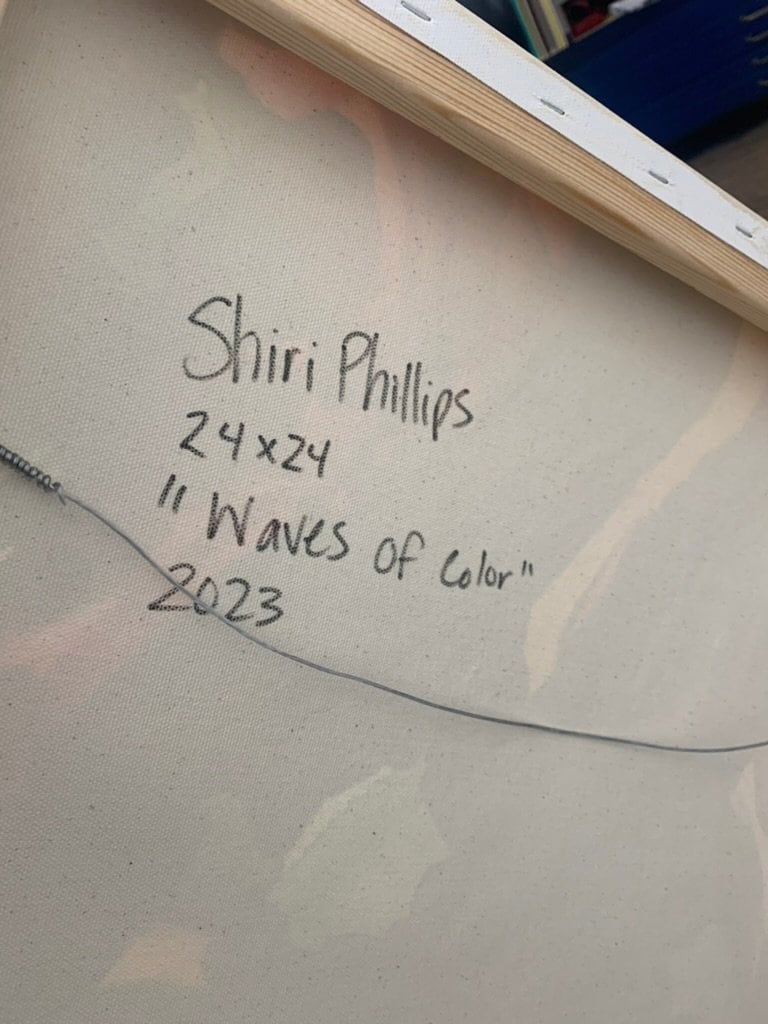 Shiri Phillips
24x24
"Waves of Color"
2023